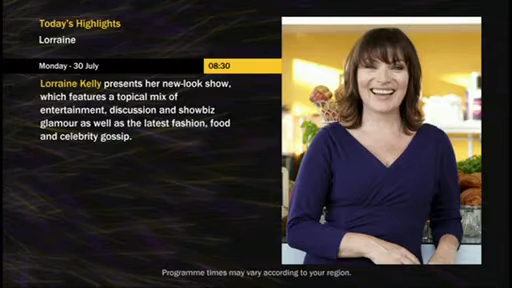 Today's Highlights
Lorraine
Monday - 30 July 08:30
Lorraine Kelly presents her new-look show,
which features a topical mix of
entertainment, discussion and showbiz
glamour as well as the latest fashion, food
and celebrity gossip.
Programme times may vary according to your region.